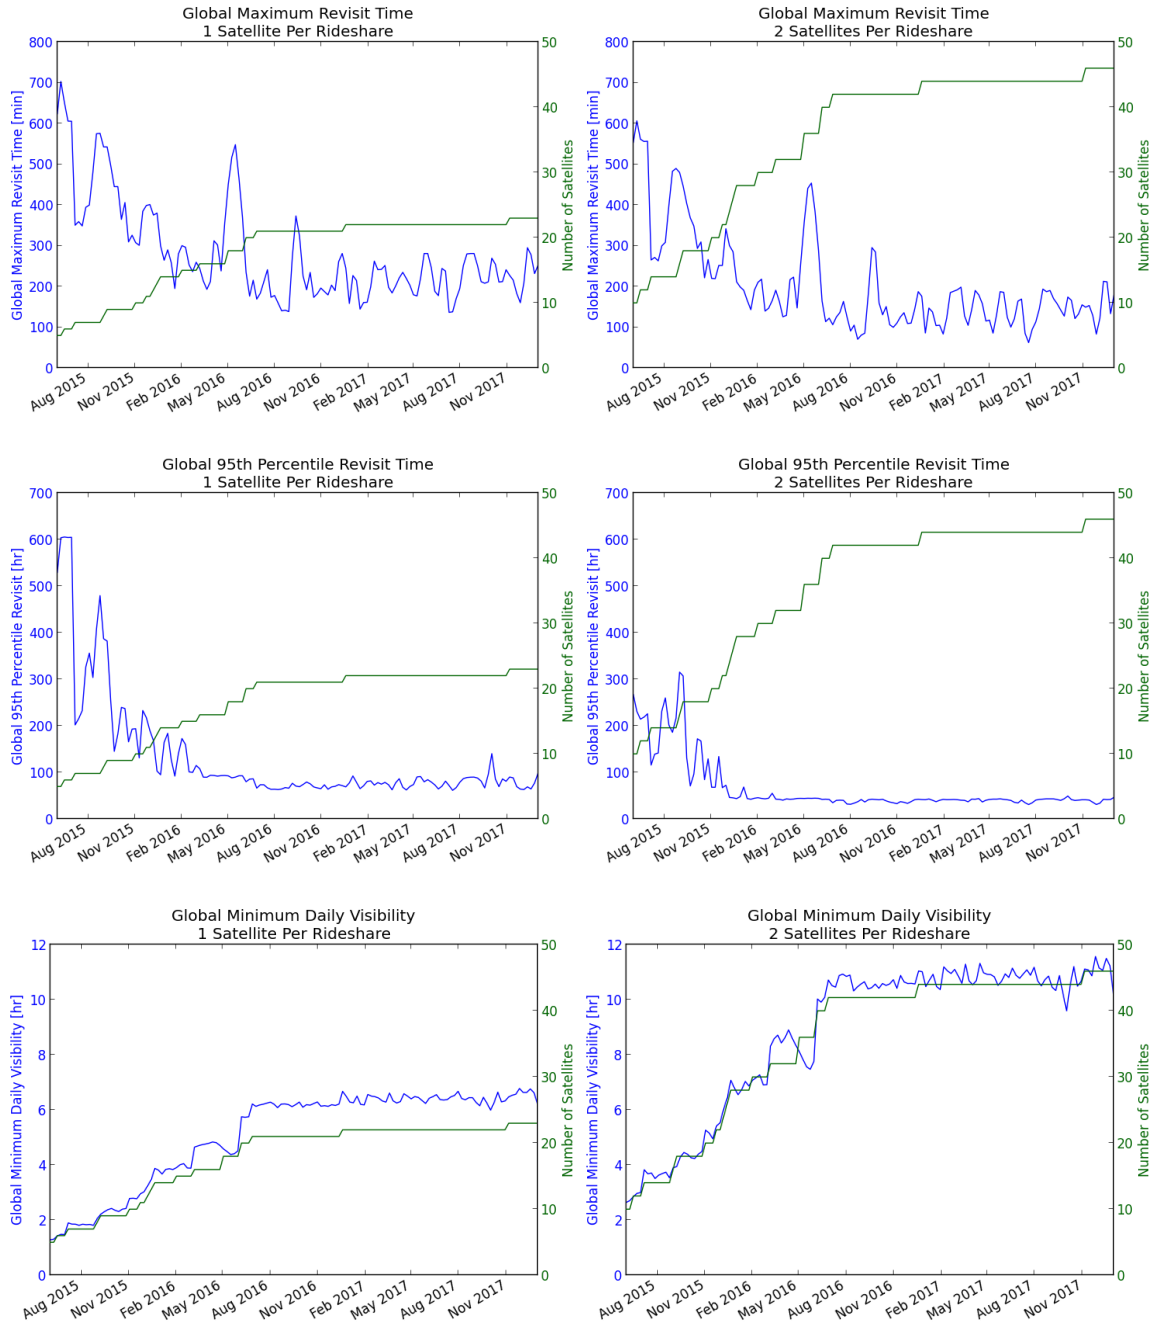 Global Maximum Revisit Time
1 Satellite Per Rideshare
Global Maximum Revisit Time [min]
800
700
600
500
400
300
200
100
0
50
40
30
20
10
0
Number of Satellites
Aug 2015
Nov 2015
Feb 2016
May 2016
Aug 2016
Nov 2016
Feb 2017
May 2017
Aug 2017
Nov 2017
Global Maximum Revisit Time
2 Satellites Per Rideshare
Global Maximum Revisit Time [min]
800
700
600
500
400
300
200
100
0
50
40
30
20
10
0
Number of Satellites
Aug 2015
Nov 2015
Feb 2016
May 2016
Aug 2016
Nov 2016
Feb 2017
May 2017
Aug 2017
Nov 2017
Global 95th Percentile Revisit Time
1 Satellite Per Rideshare
Global 95th Percentile Revisit [hr]
700
600
500
400
300
200
100
0
50
40
30
20
10
0
Number of Satellites
Aug 2015
Nov 2015
Feb 2016
May 2016
Aug 2016
Nov 2016
Feb 2017
May 2017
Aug 2017
Nov 2017
Global 95th Percentile Revisit Time
2 Satellites Per Rideshare
Global 95th Percentile Revisit [hr]
700
600
500
400
300
200
100
0
50
40
30
20
10
0
Number of Satellites
Aug 2015
Nov 2015
Feb 2016
May 2016
Aug 2016
Nov 2016
Feb 2017
May 2017
Aug 2017
Nov 2017
Global Minimum Daily Visibility
1 Satellite Per Rideshare
Global Minimum Daily Visibility [hr]
12
10
8
6
4
2
0
50
40
30
20
10
0
Number of Satellites
Aug 2015
Nov 2015
Feb 2016
May 2016
Aug 2016
Nov 2016
Feb 2017
May 2017
Aug 2017
Nov 2017
Global Minimum Daily Visibility
2 Satellites Per Rideshare
Global Minimum Daily Visibility [hr]
12
10
8
6
4
2
0
50
40
30
20
10
0
Number of Satellites
Aug 2015
Nov 2015
Feb 2016
May 2016
Aug 2016
Nov 2016
Feb 2017
May 2017
Aug 2017
Nov 2017